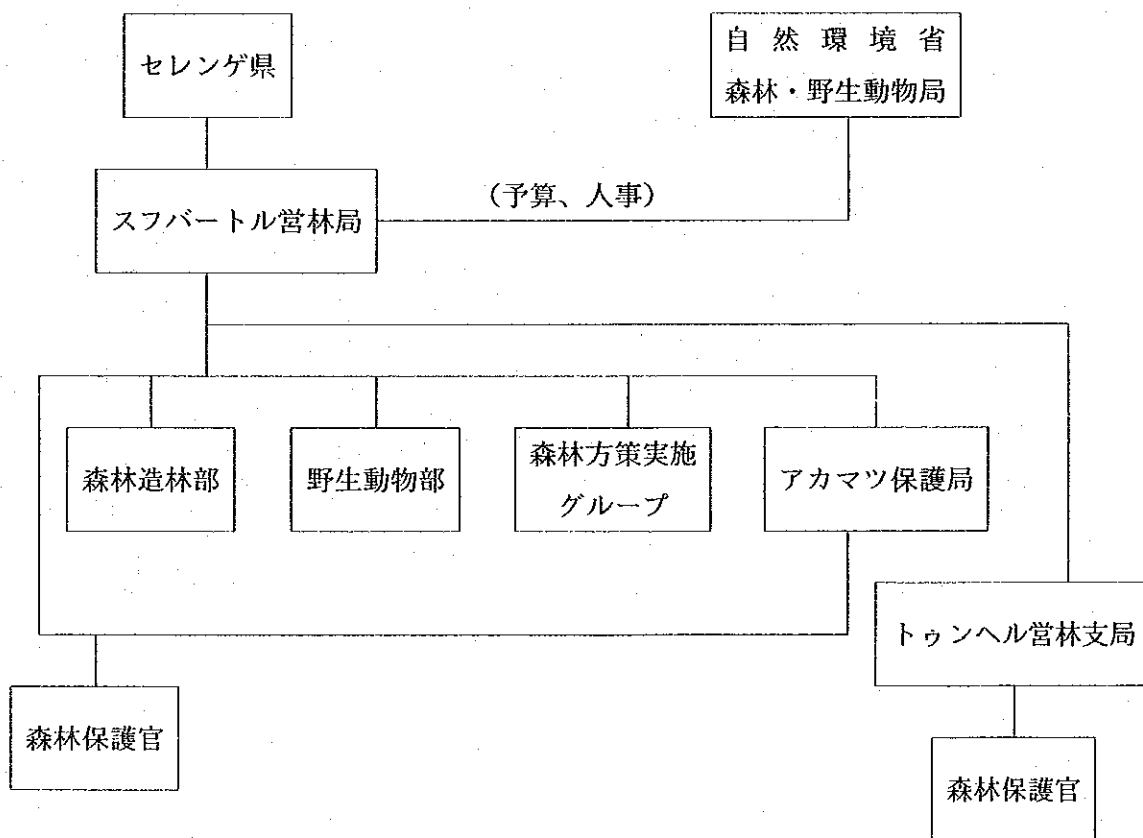 セレンゲ県
自然環境省
森林・野生動物局
(予算、人事)
スフバートル営林局
森林造林部
野生動物部
森林方策実施
グループ
アカマツ保護局
トゥンヘル営林支局
森林保護官
森林保護官